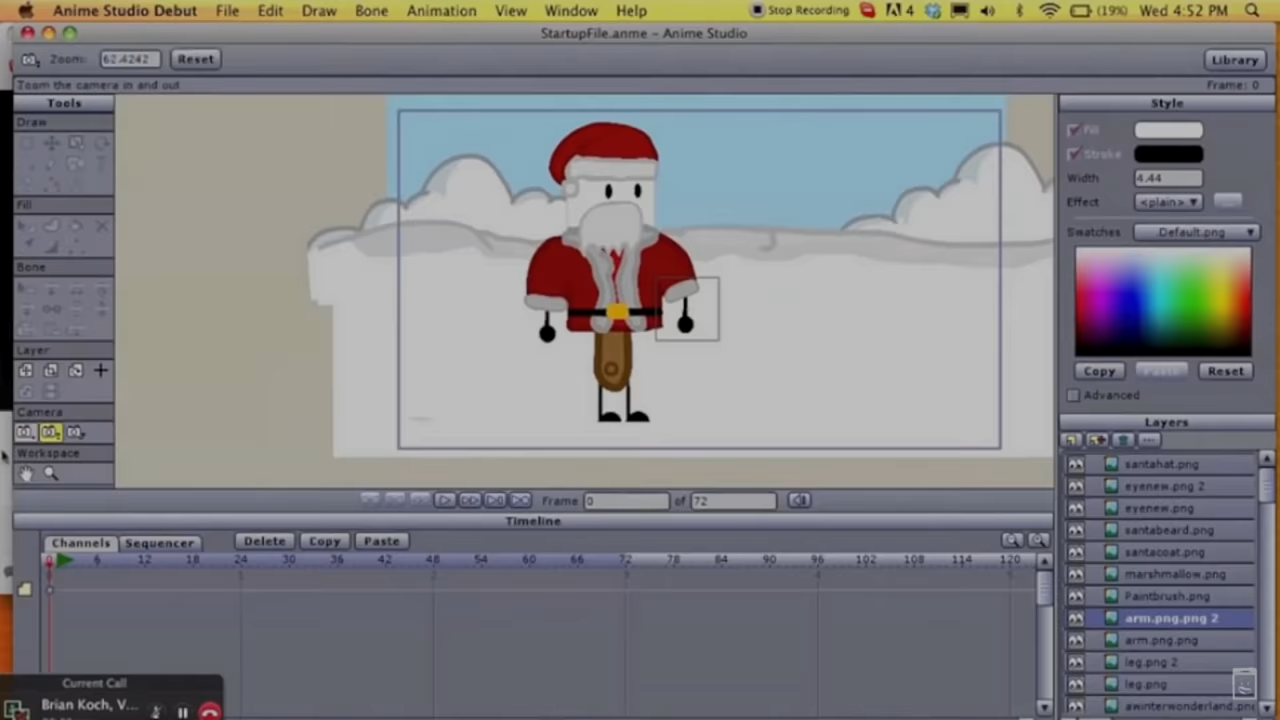 Anime Studio Debut File Edit Draw Bone Animation View Window Help Stop Recording 4 (19%) Wed 4:52 PM
StartupFile.anme – Anime Studio
Zoom: 62.4242 Reset Library
Zoom the camera in and out Frame: 0
Tools
Draw
Fill
Bone
Layer
Camera
Workspace
Style
Fill
Stroke
Width 4.44
Effect <plain>
Swatches .Default.png
Copy Paste Reset
Advanced
Layers
santahat.png
eyenew.png 2
eyenew.png
santabeard.png
santacoat.png
marshmallow.png
Paintbrush.png
arm.png.png 2
arm.png.png
leg.png 2
leg.png
awinterwonderland.png
Frame 0 of 72
Timeline
Channels Sequencer Delete Copy Paste
0 6 12 18 24 30 36 42 48 54 60 66 72 78 84 90 96 102 108 114 120
Current Call
Brian Koch, V...